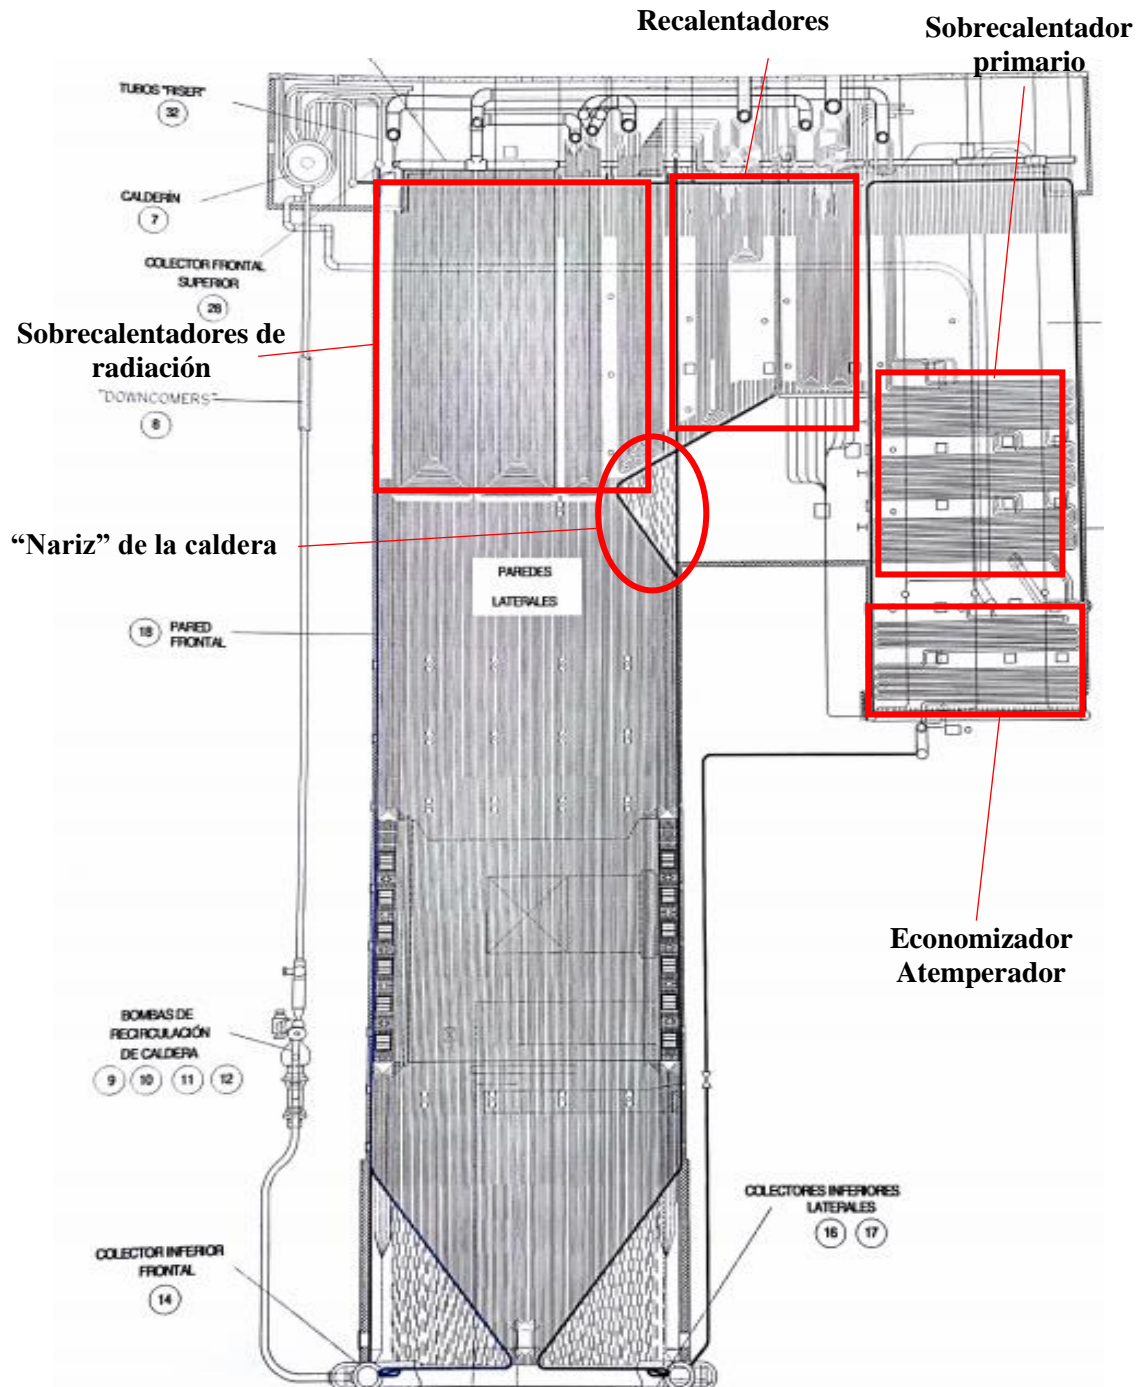 Recalentadores
Sobrecalentador
primario
TUBOS "RISER"
32
CALDERÍN
7
COLECTOR FRONTAL
SUPERIOR
26
Sobrecalentadores de
radiación
"DOWNCOMERS"
8
“Nariz” de la caldera
PAREDES
LATERALES
18 PARED
FRONTAL
Economizador
Atemperador
BOMBAS DE
RECIRCULACIÓN
DE CALDERA
9 10 11 12
COLECTORES INFERIORES
LATERALES
16 17
COLECTOR INFERIOR
FRONTAL
14